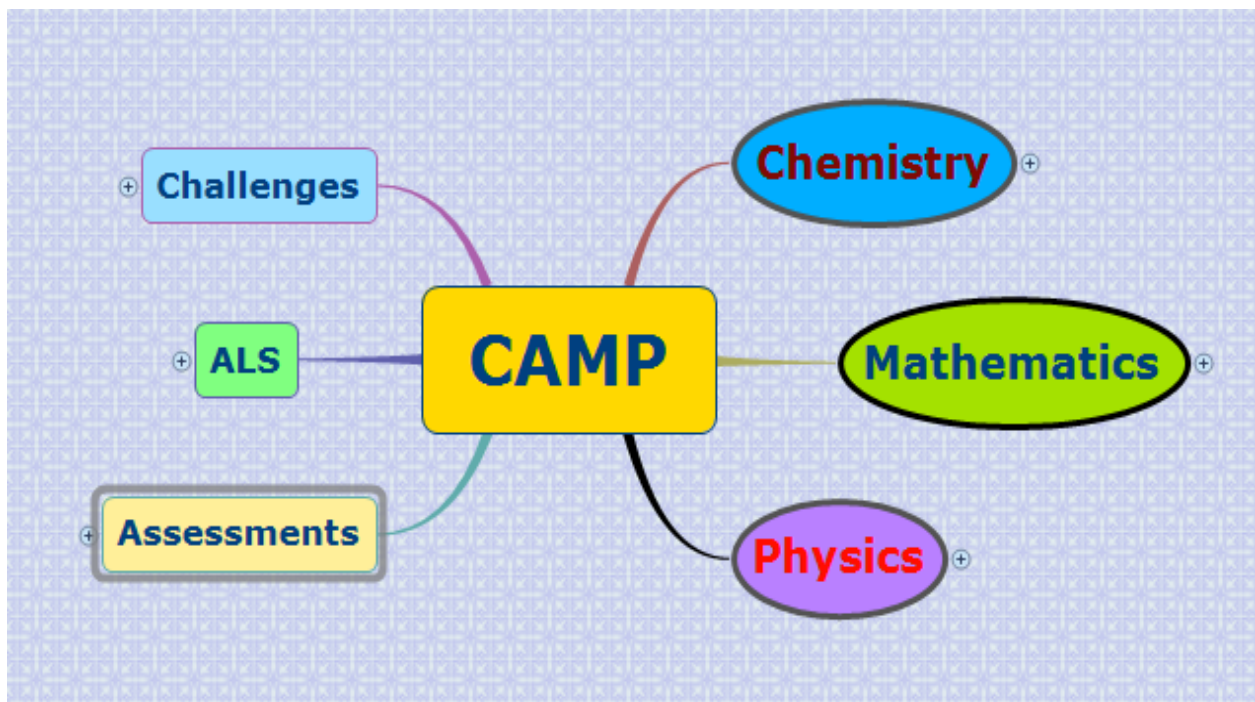 Challenges
ALS
Assessments
CAMP
Chemistry
Mathematics
Physics